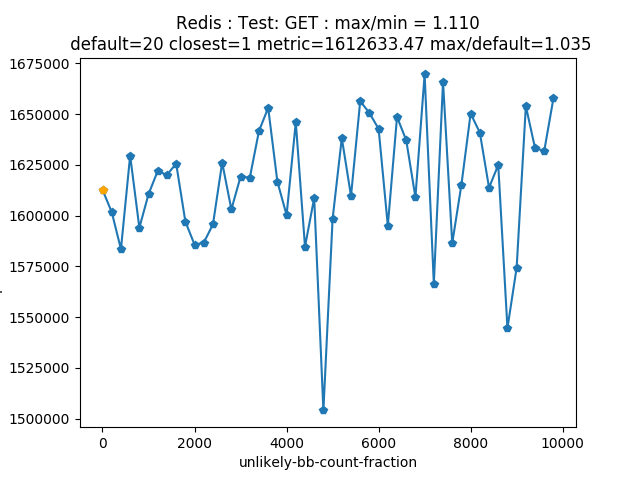 Redis : Test: GET : max/min = 1.110
default=20 closest=1 metric=1612633.47 max/default=1.035
1675000
1650000
1625000
1600000
1575000
1550000
1525000
1500000
0 2000 4000 6000 8000 10000
unlikely-bb-count-fraction